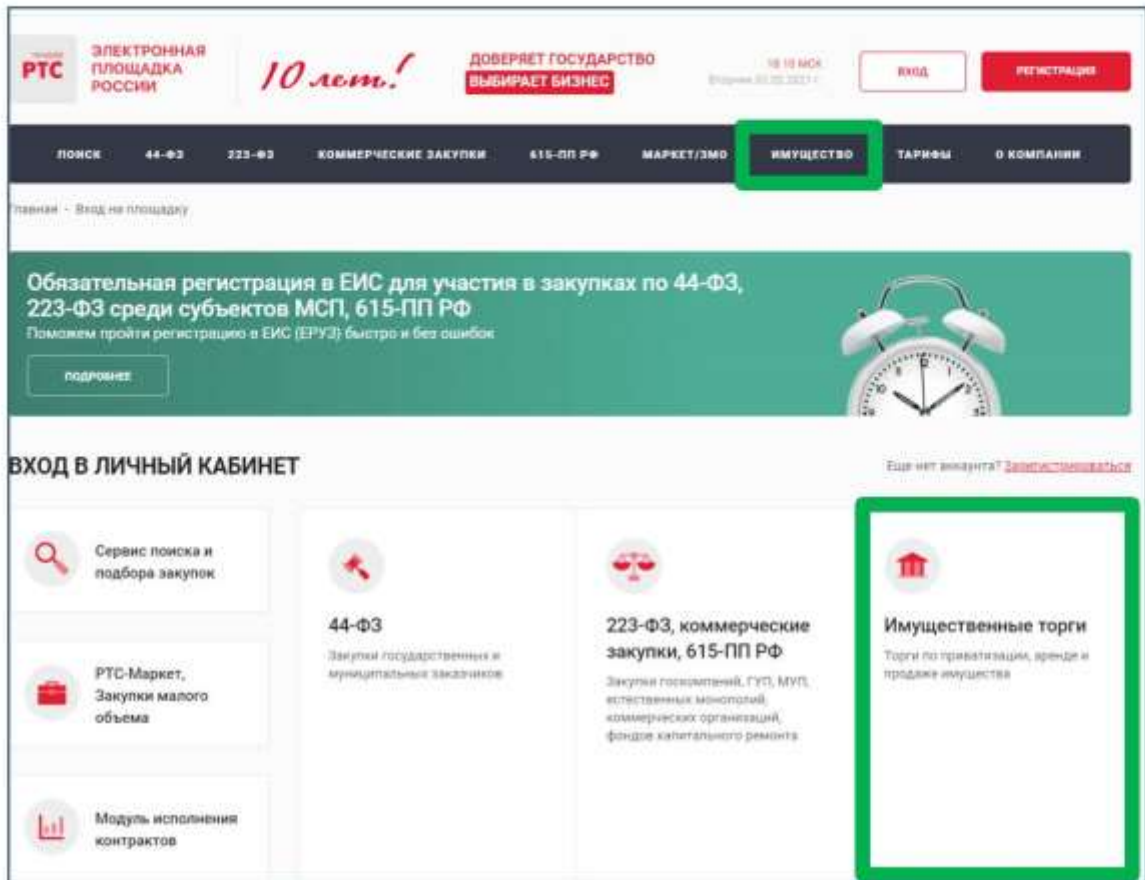 РТС
ЭЛЕКТРОННАЯ
ПЛОЩАДКА
РОССИИ
10 лет!
ДОВЕРЯЕТ ГОСУДАРСТВО
ВЫБИРАЕТ БИЗНЕС
ВХОД
РЕГИСТРАЦИЯ
ПОИСК 44-ФЗ 223-ФЗ КОММЕРЧЕСКИЕ ЗАКУПКИ 615-ПП РФ МАРКЕТ/ЗМО ИМУЩЕСТВО ТАРИФЫ О КОМПАНИИ
Главная - Вход на площадку
Обязательная регистрация в ЕИС для участия в закупках по 44-ФЗ,
223-ФЗ среди субъектов МСП, 615-ПП РФ
Поможем пройти регистрацию в ЕИС (ЕРУЗ) быстро и без ошибок
ПОДРОБНЕЕ
ВХОД В ЛИЧНЫЙ КАБИНЕТ
Еще нет аккаунта? Зарегистрироваться
Сервис поиска и
подбора закупок
РТС-Маркет,
Закупки малого
объема
Модуль исполнения
контрактов
44-ФЗ
Закупки государственных и
муниципальных заказчиков
223-ФЗ, коммерческие
закупки, 615-ПП РФ
Закупки госкомпаний, ГУП, МУП,
естественных монополий,
коммерческих организаций,
фондов капитального ремонта
Имущественные торги
Торги по приватизации, аренде и
продаже имущества